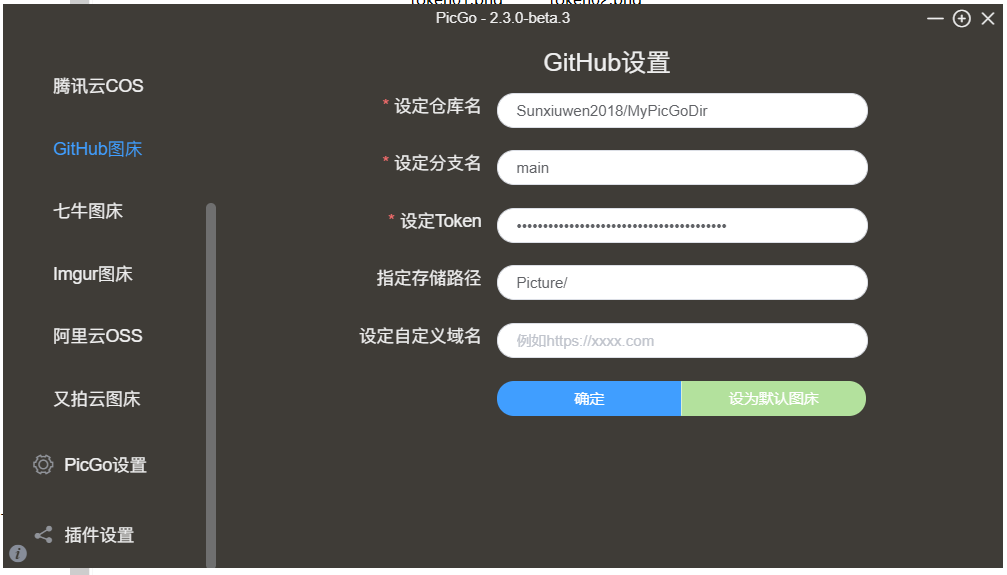 PicGo - 2.3.0-beta.3
腾讯云COS
GitHub图床
七牛图床
Imgur图床
阿里云OSS
又拍云图床
PicGo设置
插件设置
GitHub设置
* 设定仓库名
Sunxiuwen2018/MyPicGoDir
* 设定分支名
main
* 设定Token
••••••••••••••••••••••••••••••••••••••••
指定存储路径
Picture/
设定自定义域名
例如https://xxxx.com
确定
设为默认图床